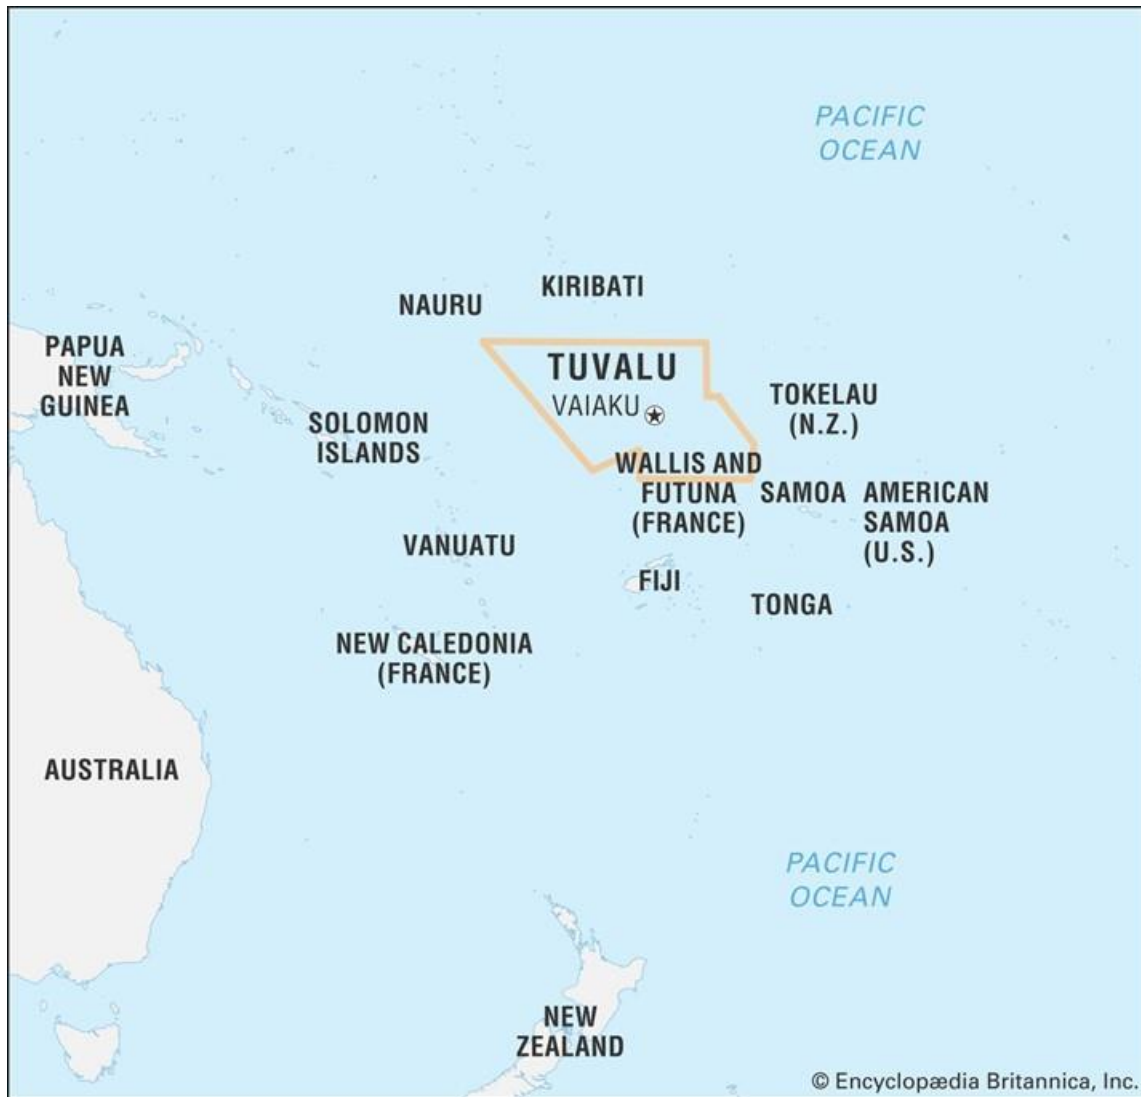 PACIFIC
OCEAN
KIRIBATI
NAURU
PAPUA
NEW
GUINEA
TUVALU
VAIAKU
TOKELAU
(N.Z.)
SOLOMON
ISLANDS
WALLIS AND
FUTUNA
(FRANCE)
SAMOA
AMERICAN
SAMOA
(U.S.)
VANUATU
FIJI
TONGA
NEW CALEDONIA
(FRANCE)
AUSTRALIA
PACIFIC
OCEAN
NEW
ZEALAND
© Encyclopædia Britannica, Inc.